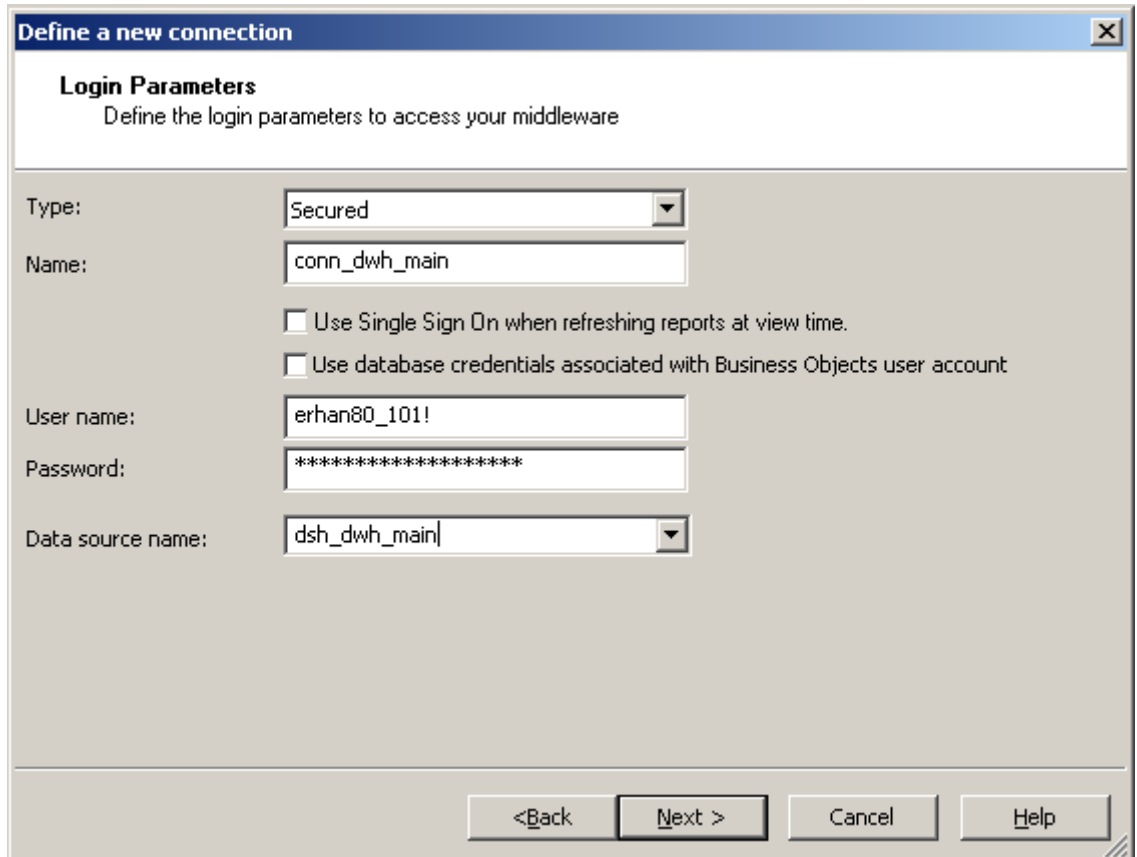 Define a new connection
Login Parameters
Define the login parameters to access your middleware
Type:
Secured
Name:
conn_dwh_main
Use Single Sign On when refreshing reports at view time.
Use database credentials associated with Business Objects user account
User name:
erhan80_101!
Password:
*******************
Data source name:
dsh_dwh_main
<Back
Next >
Cancel
Help